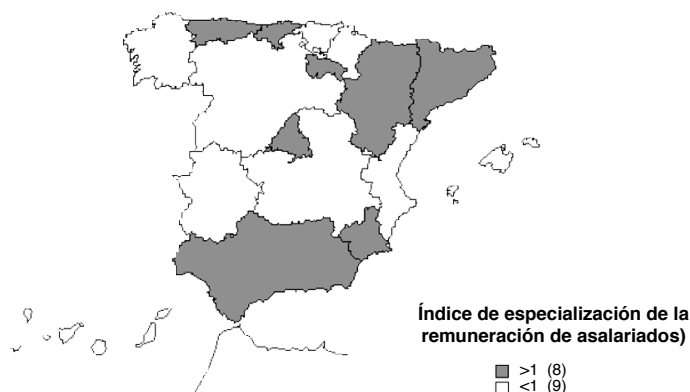 Índice de especialización de la
remuneración de asalariados)
>1 (8)
<1 (9)